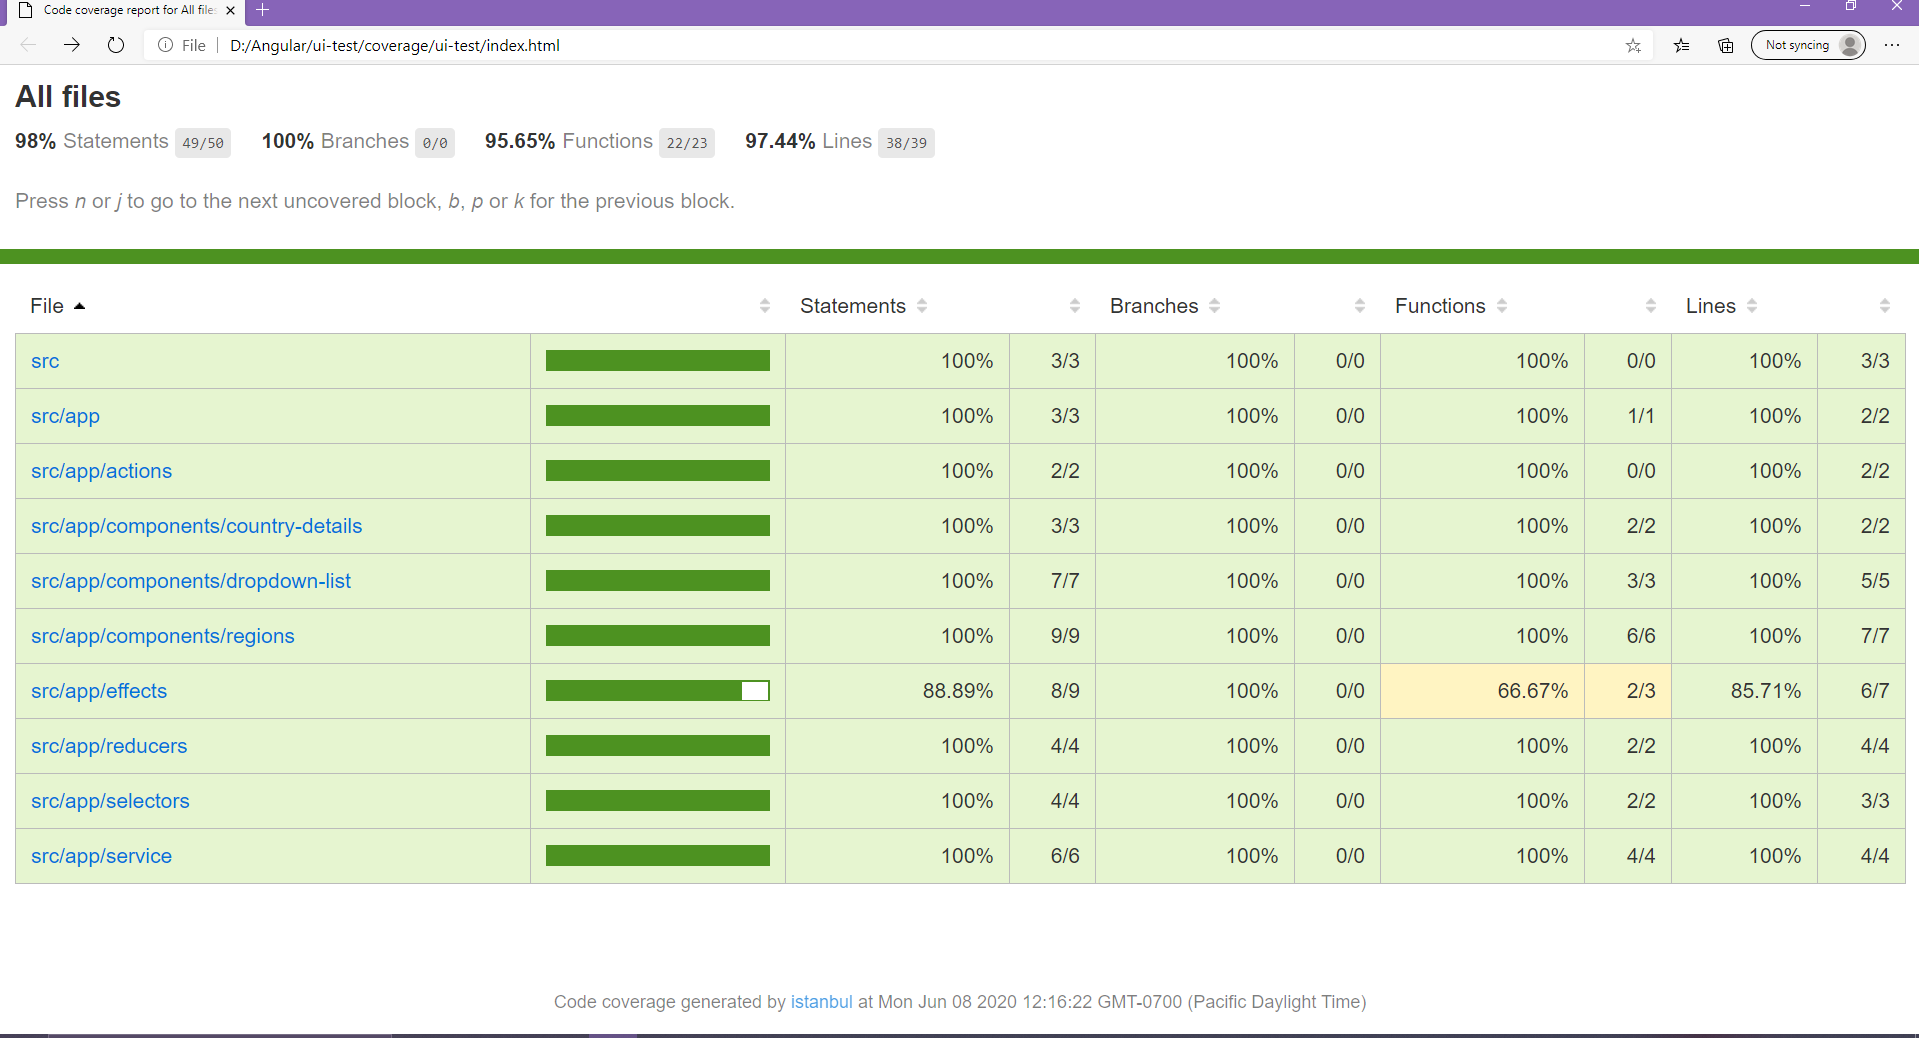 Code coverage report for All files
File D:/Angular/ui-test/coverage/ui-test/index.html Not syncing
All files
98% Statements 49/50 100% Branches 0/0 95.65% Functions 22/23 97.44% Lines 38/39
Press n or j to go to the next uncovered block, b, p or k for the previous block.
File Statements Branches Functions Lines
src 100% 3/3 100% 0/0 100% 0/0 100% 3/3
src/app 100% 3/3 100% 0/0 100% 1/1 100% 2/2
src/app/actions 100% 2/2 100% 0/0 100% 0/0 100% 2/2
src/app/components/country-details 100% 3/3 100% 0/0 100% 2/2 100% 2/2
src/app/components/dropdown-list 100% 7/7 100% 0/0 100% 3/3 100% 5/5
src/app/components/regions 100% 9/9 100% 0/0 100% 6/6 100% 7/7
src/app/effects 88.89% 8/9 100% 0/0 66.67% 2/3 85.71% 6/7
src/app/reducers 100% 4/4 100% 0/0 100% 2/2 100% 4/4
src/app/selectors 100% 4/4 100% 0/0 100% 2/2 100% 3/3
src/app/service 100% 6/6 100% 0/0 100% 4/4 100% 4/4
Code coverage generated by istanbul at Mon Jun 08 2020 12:16:22 GMT-0700 (Pacific Daylight Time)